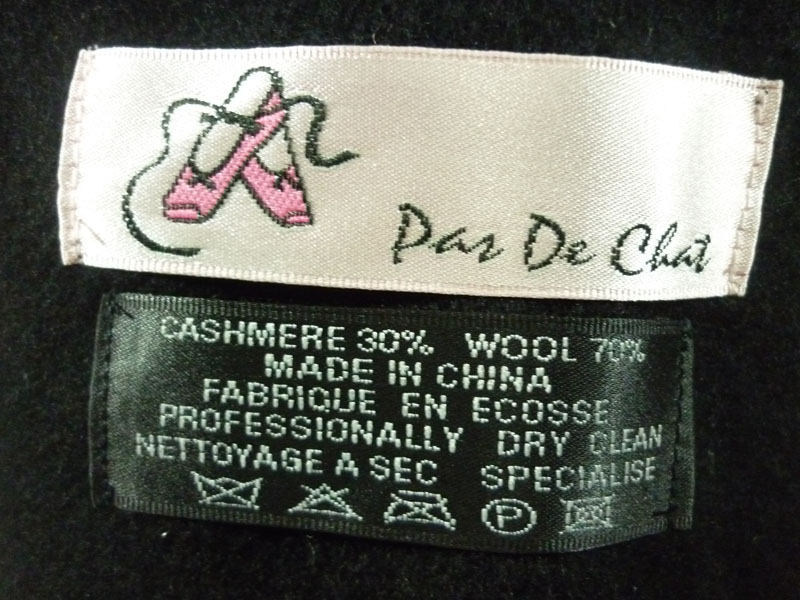 Pas De Chat
CASHMERE 30% WOOL 70%
MADE IN CHINA
FABRIQUE EN ECOSSE
PROFESSIONALLY DRY CLEAN
NETTOYAGE A SEC SPECIALISE
P